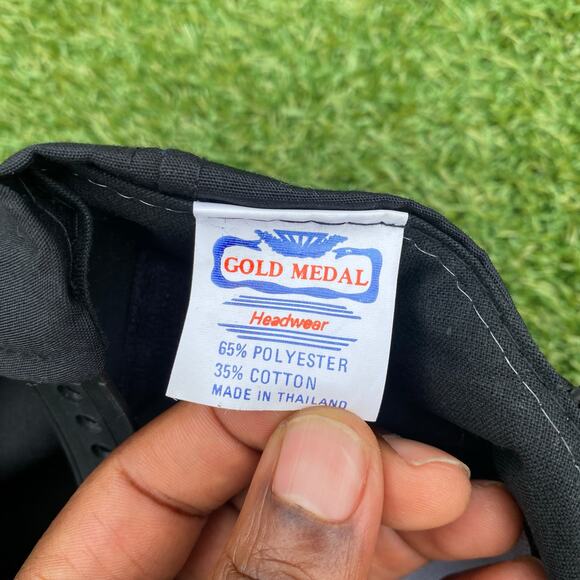 GOLD MEDAL
Headwear
65% POLYESTER
35% COTTON
MADE IN THAILAND